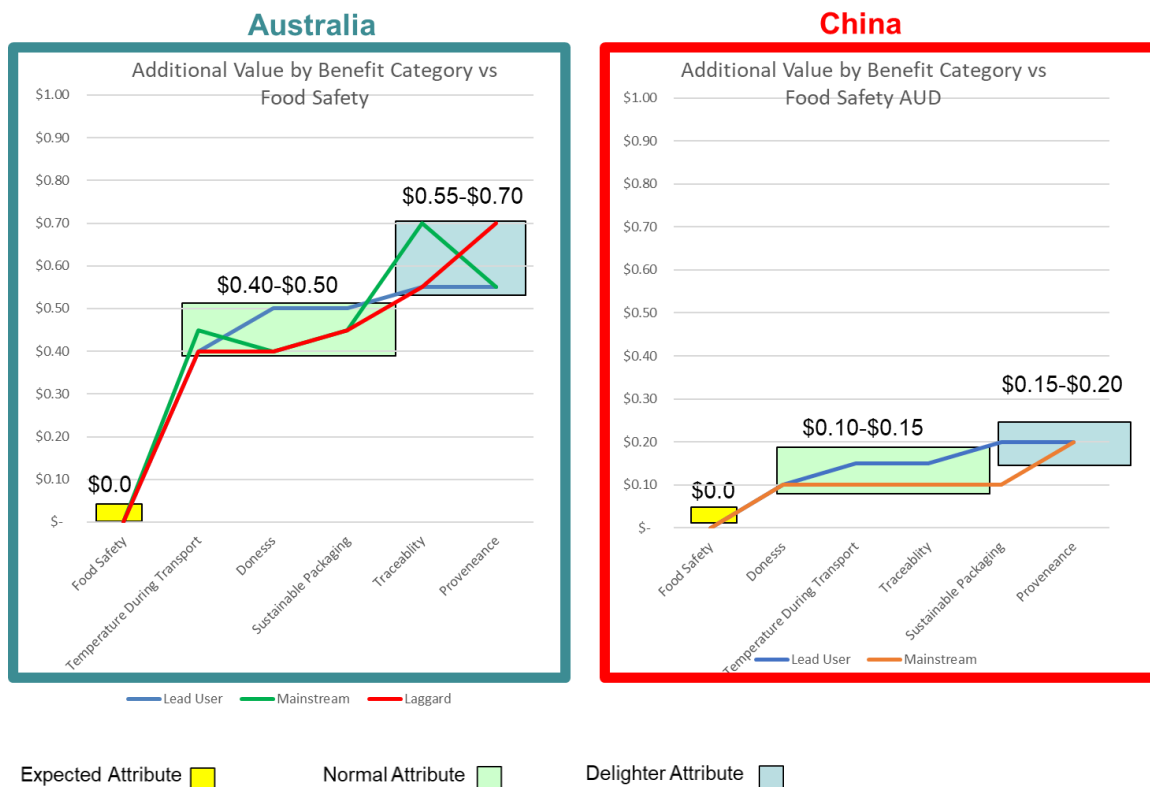 Australia
Additional Value by Benefit Category vs
Food Safety
$1.00
$0.90
$0.80
$0.70
$0.60
$0.50
$0.40
$0.30
$0.20
$0.10
$-
$0.0
$0.40-$0.50
$0.55-$0.70
Food Safety
Temperature During Transport
Donesss
Sustainable Packaging
Traceablity
Proveneance
Lead User
Mainstream
Laggard
China
Additional Value by Benefit Category vs
Food Safety AUD
$1.00
$0.90
$0.80
$0.70
$0.60
$0.50
$0.40
$0.30
$0.20
$0.10
$-
$0.0
$0.10-$0.15
$0.15-$0.20
Food Safety
Donesss
Temperature During Transport
Traceablity
Sustainable Packaging
Proveneance
Lead User
Mainstream
Expected Attribute
Normal Attribute
Delighter Attribute